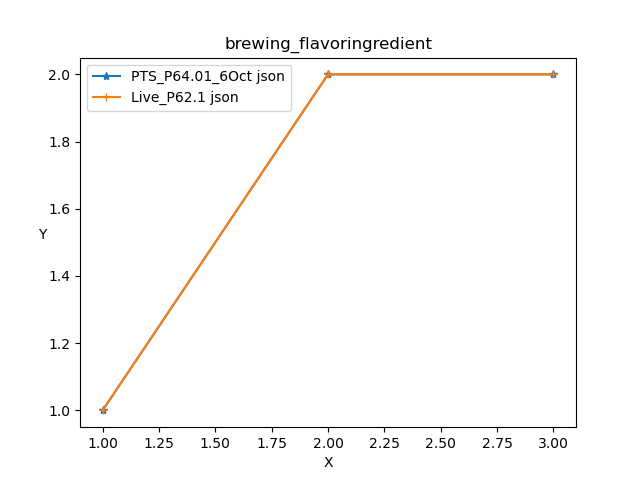 brewing_flavoringredient
PTS_P64.01_6Oct json
Live_P62.1 json
2.0
1.8
1.6
Y
1.4
1.2
1.0
1.00 1.25 1.50 1.75 2.00 2.25 2.50 2.75 3.00
X